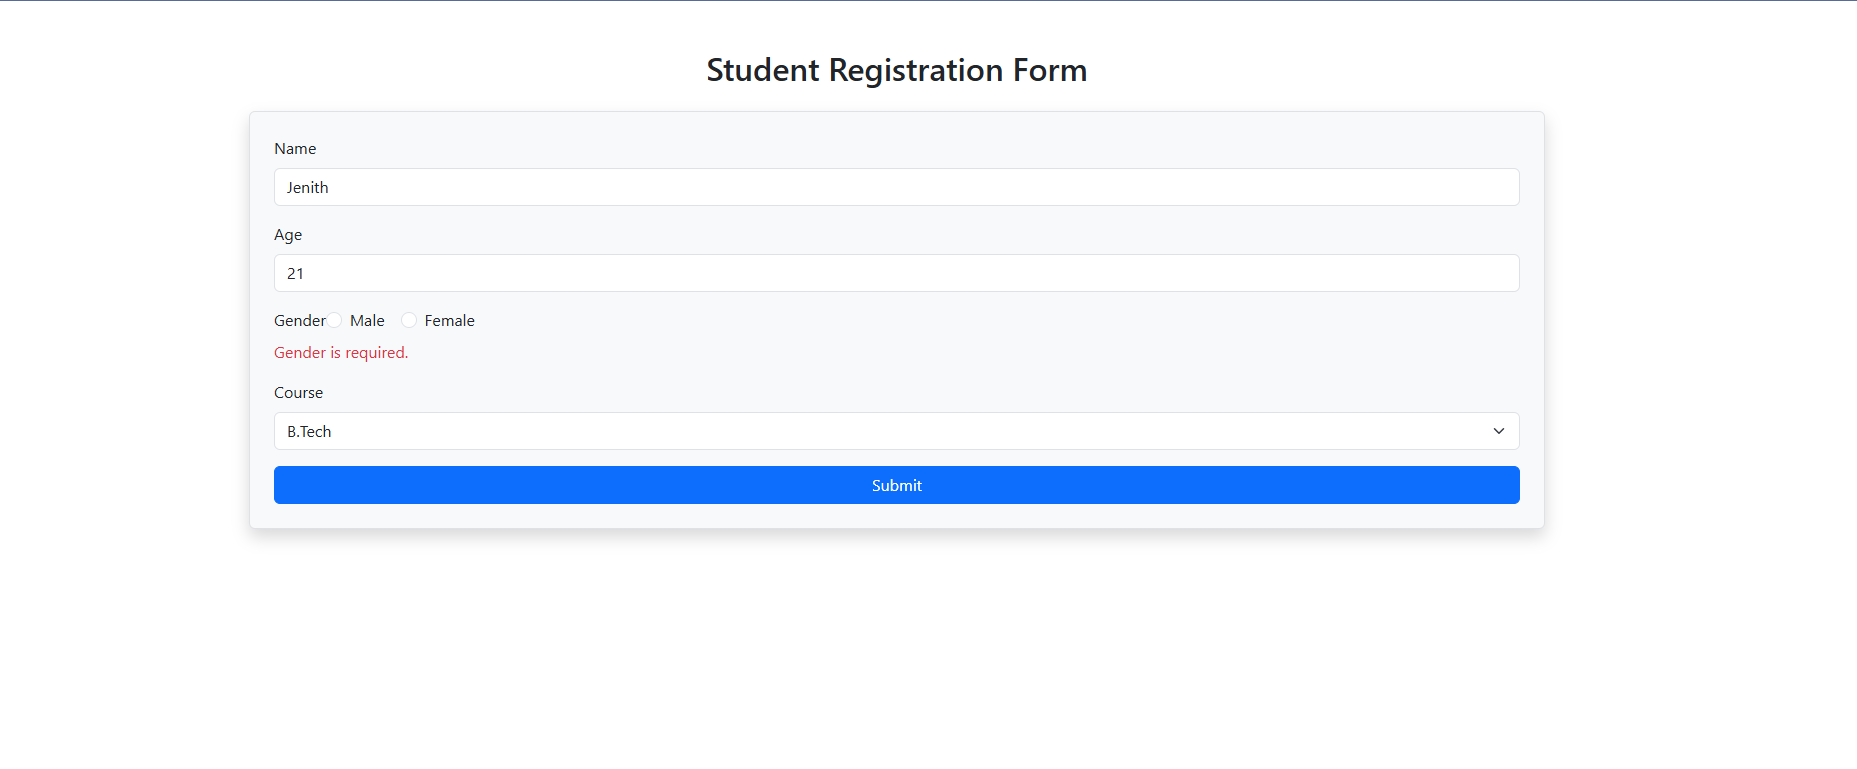 Student Registration Form
Name
Jenith
Age
21
Gender Male Female
Gender is required.
Course
B.Tech
Submit